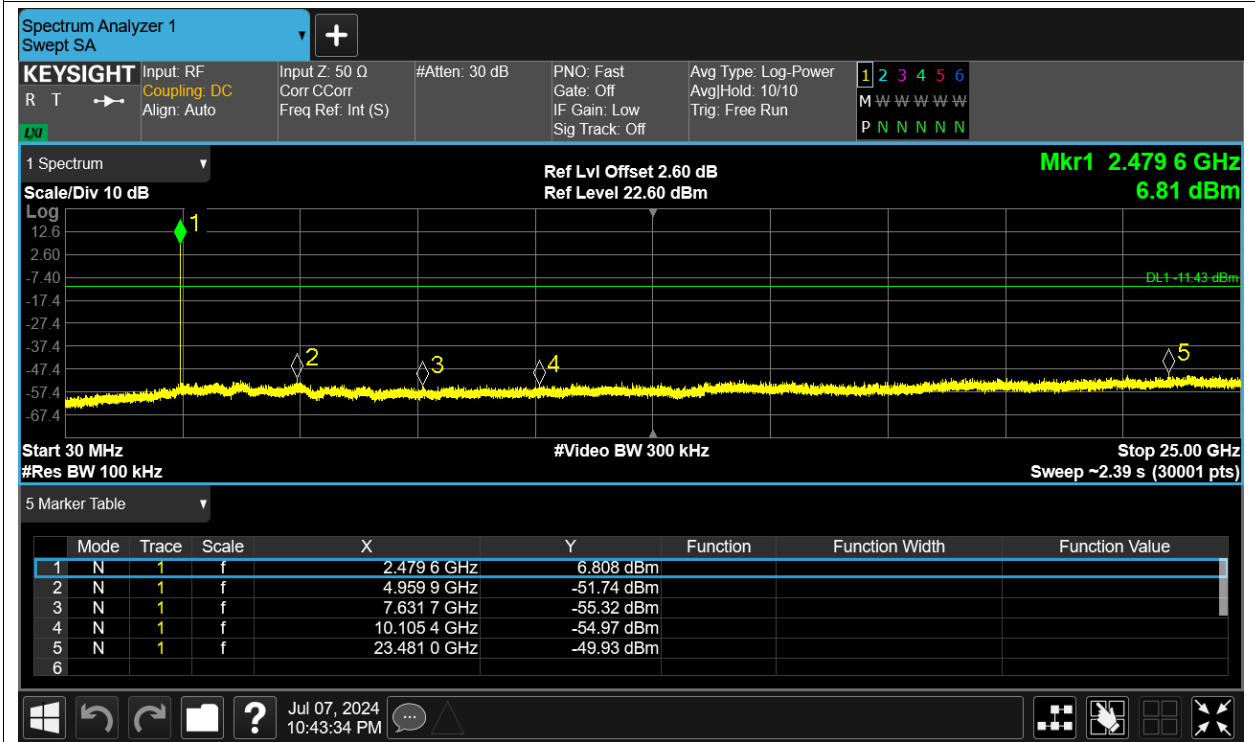 Spectrum Analyzer 1
Swept SA
+
KEYSIGHT Input: RF Input Z: 50 Ω #Atten: 30 dB PNO: Fast Avg Type: Log-Power 1 2 3 4 5 6
R T Coupling: DC Corr CCorr Gate: Off Avg|Hold: 10/10 M W W W W W
Align: Auto Freq Ref: Int (S) IF Gain: Low Trig: Free Run
LXI Sig Track: Off P N N N N N
1 Spectrum Ref Lvl Offset 2.60 dB Mkr1 2.479 6 GHz
Scale/Div 10 dB Ref Level 22.60 dBm 6.81 dBm
Log
1
12.6
2.60
-7.40 DL1 -11.43 dBm
-17.4
-27.4
-37.4
2 3 4 5
-47.4
-57.4
-67.4
Start 30 MHz #Video BW 300 kHz Stop 25.00 GHz
#Res BW 100 kHz Sweep ~2.39 s (30001 pts)
5 Marker Table
Mode Trace Scale X Y Function Function Width Function Value
1 N 1 f 2.479 6 GHz 6.808 dBm
2 N 1 f 4.959 9 GHz -51.74 dBm
3 N 1 f 7.631 7 GHz -55.32 dBm
4 N 1 f 10.105 4 GHz -54.97 dBm
5 N 1 f 23.481 0 GHz -49.93 dBm
6
? Jul 07, 2024
10:43:34 PM